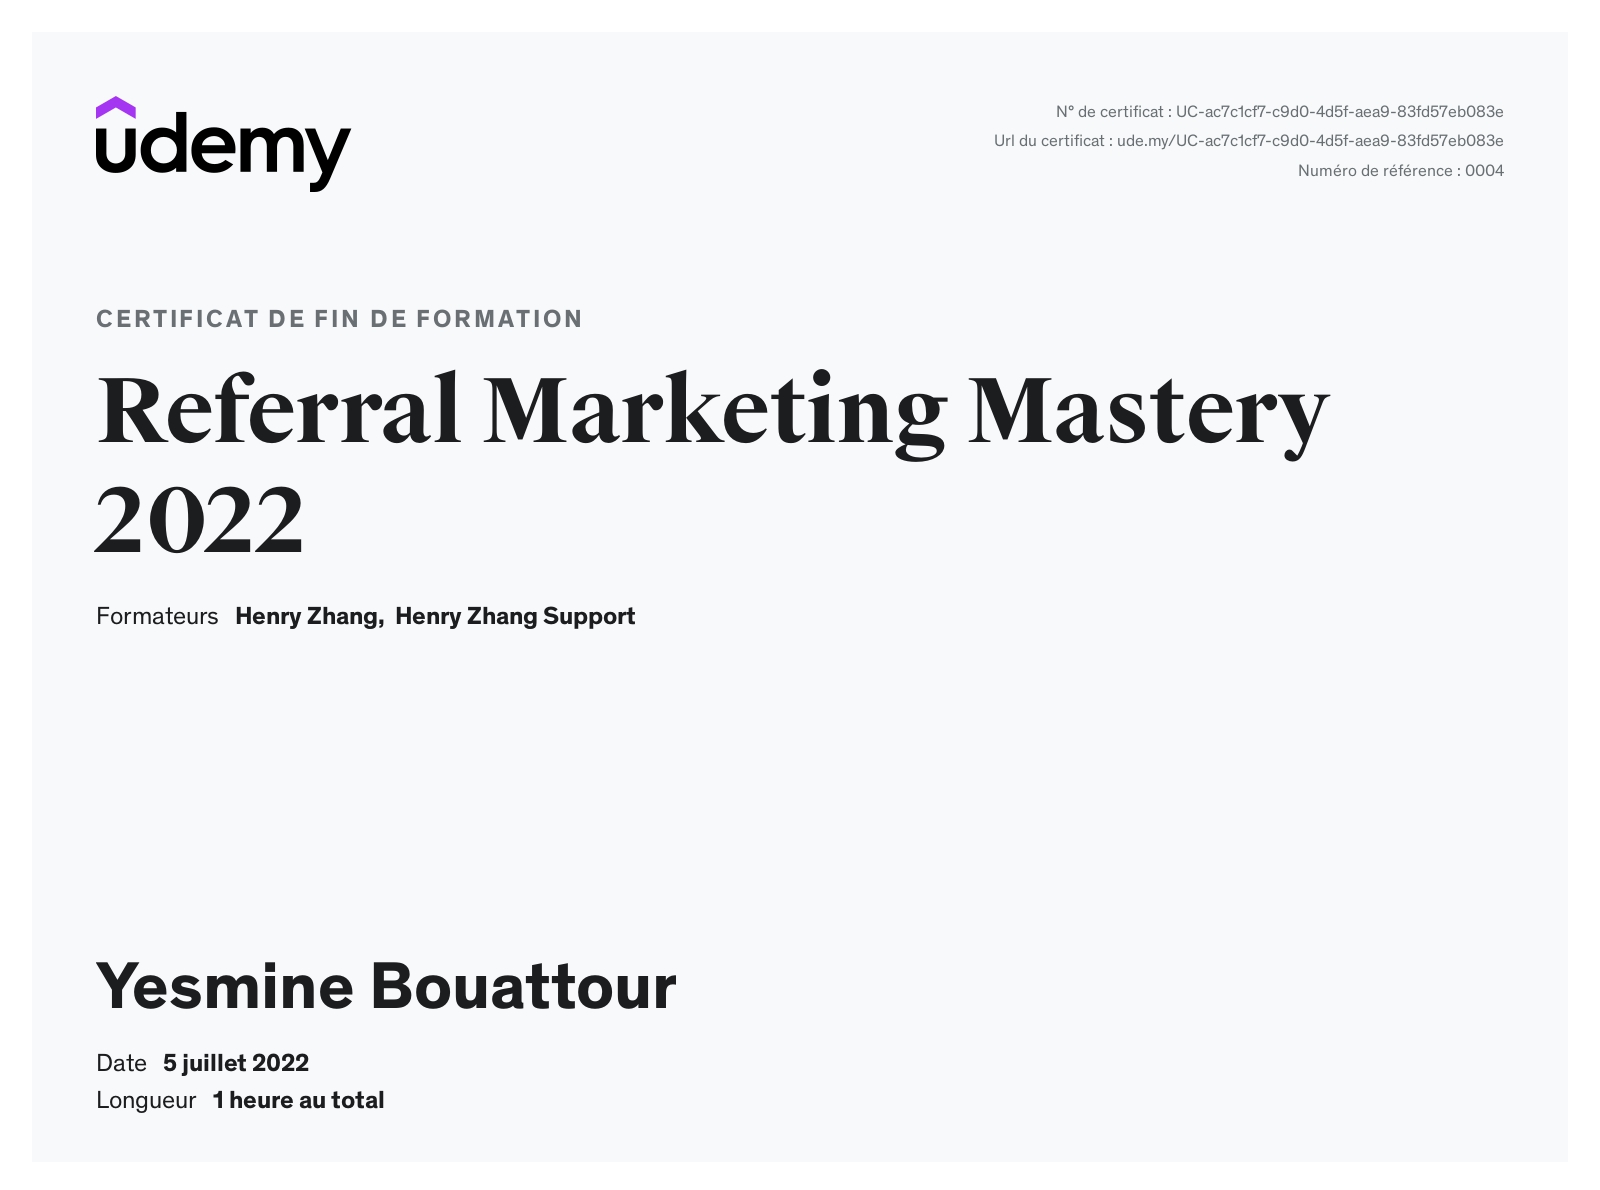 udemy
N° de certificat : UC-ac7c1cf7-c9d0-4d5f-aea9-83fd57eb083e
Url du certificat : ude.my/UC-ac7c1cf7-c9d0-4d5f-aea9-83fd57eb083e
Numéro de référence : 0004
CERTIFICAT DE FIN DE FORMATION
Referral Marketing Mastery
2022
Formateurs Henry Zhang, Henry Zhang Support
Yesmine Bouattour
Date 5 juillet 2022
Longueur 1 heure au total